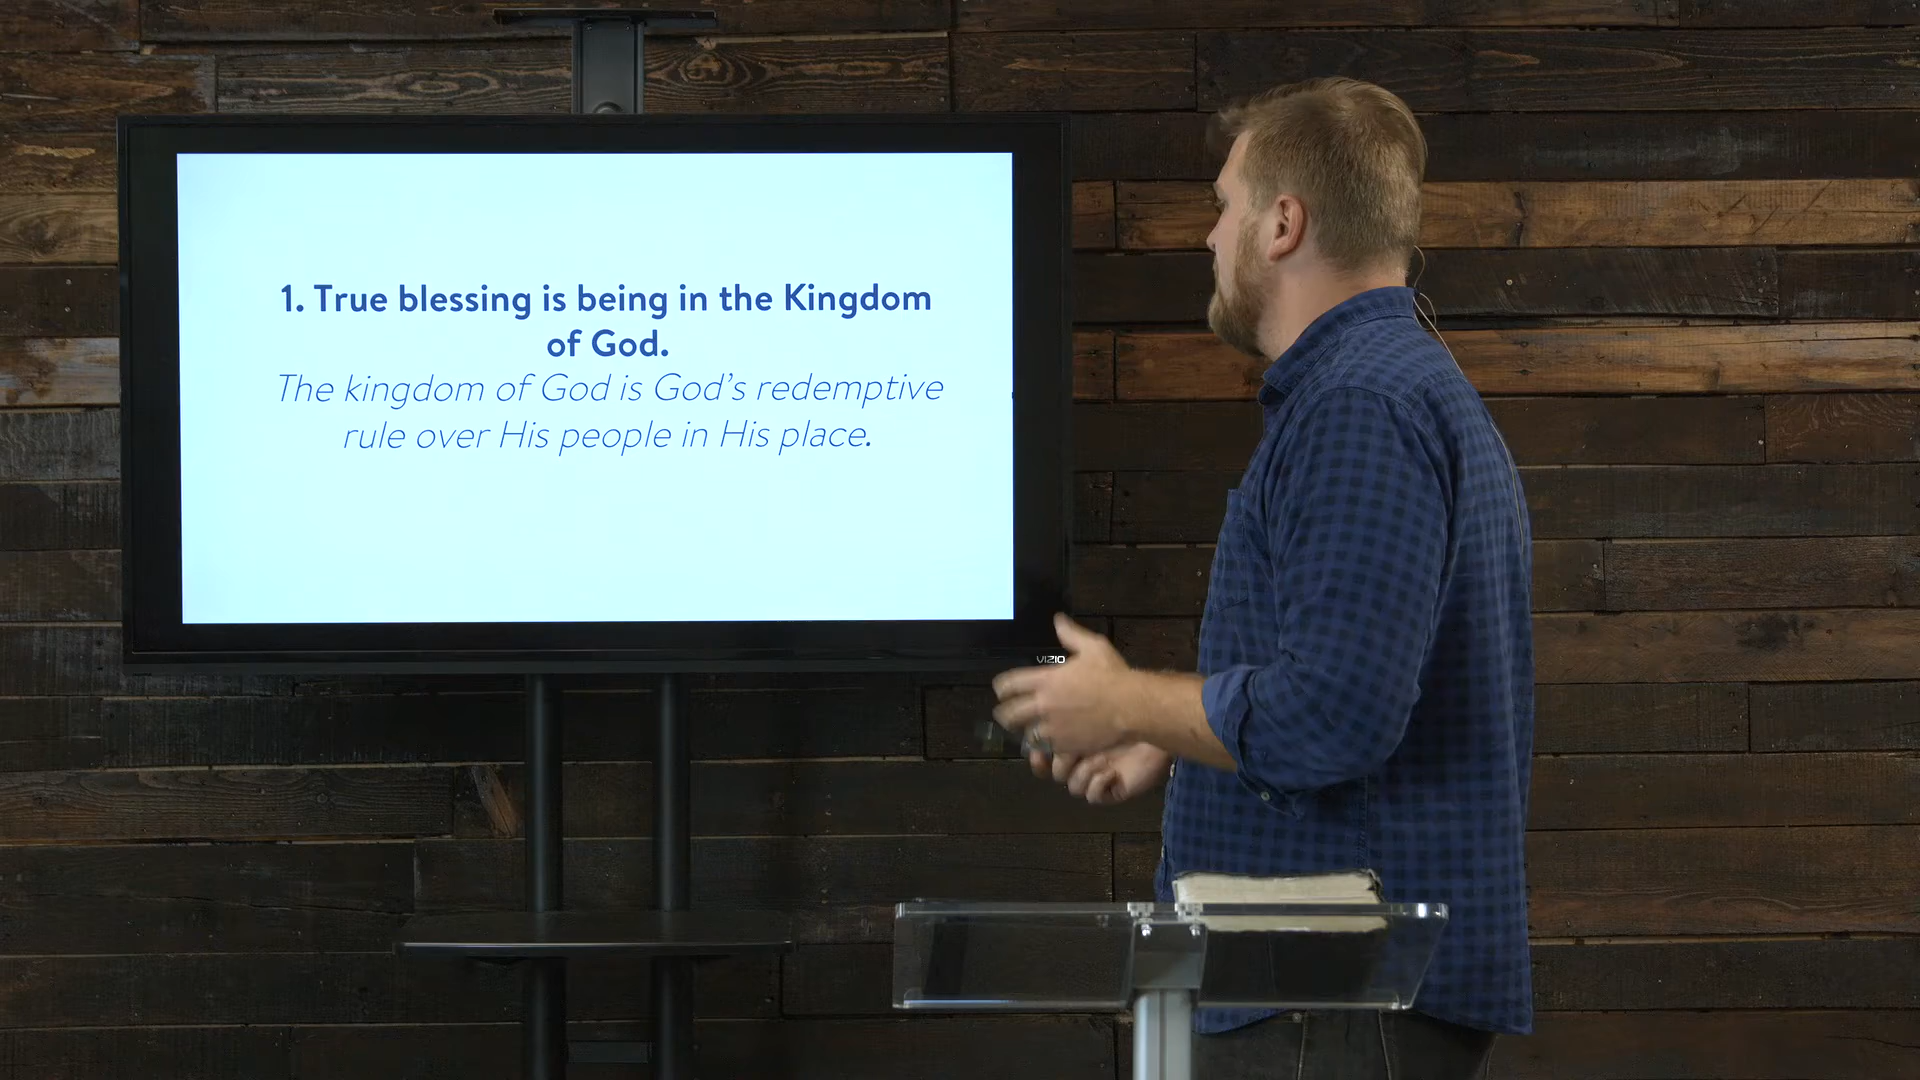 1. True blessing is being in the Kingdom
of God.
The kingdom of God is God's redemptive
rule over His people in His place.
VIZIO